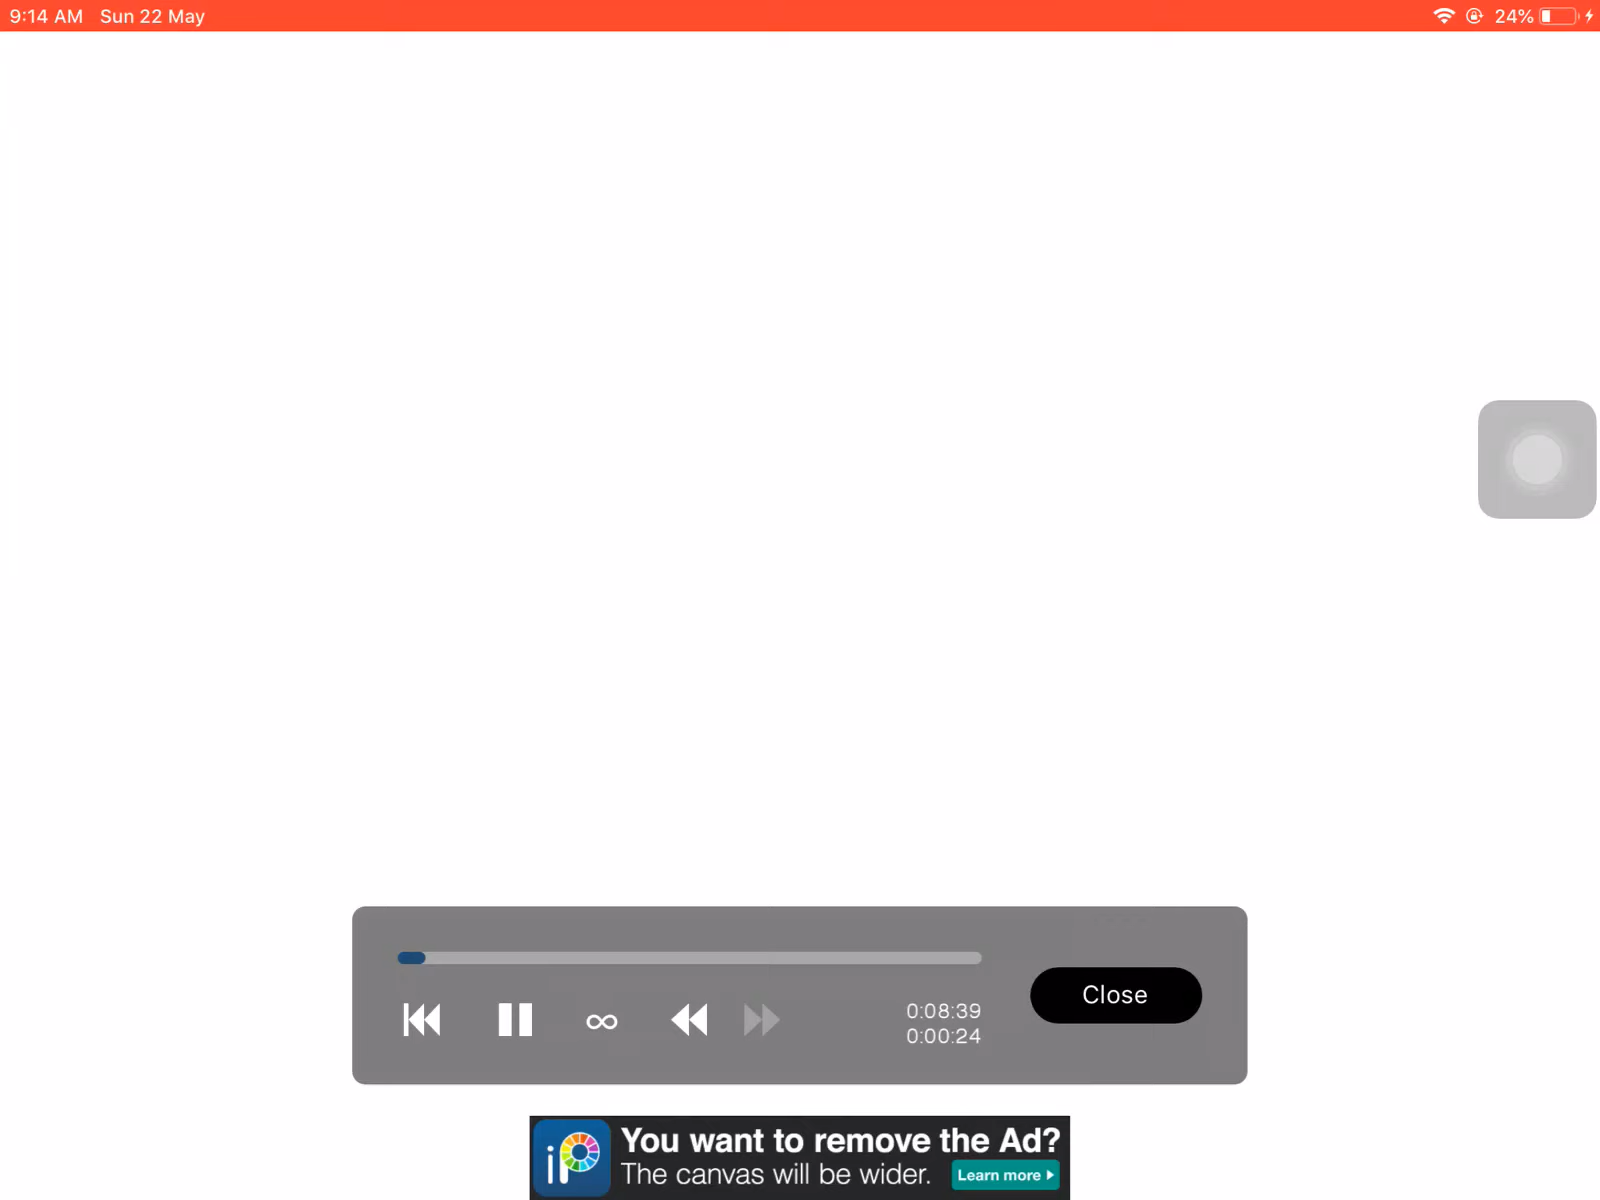 9:14 AM Sun 22 May
24%
0:08:39
0:00:24
Close
iP
You want to remove the Ad?
The canvas will be wider.
Learn more